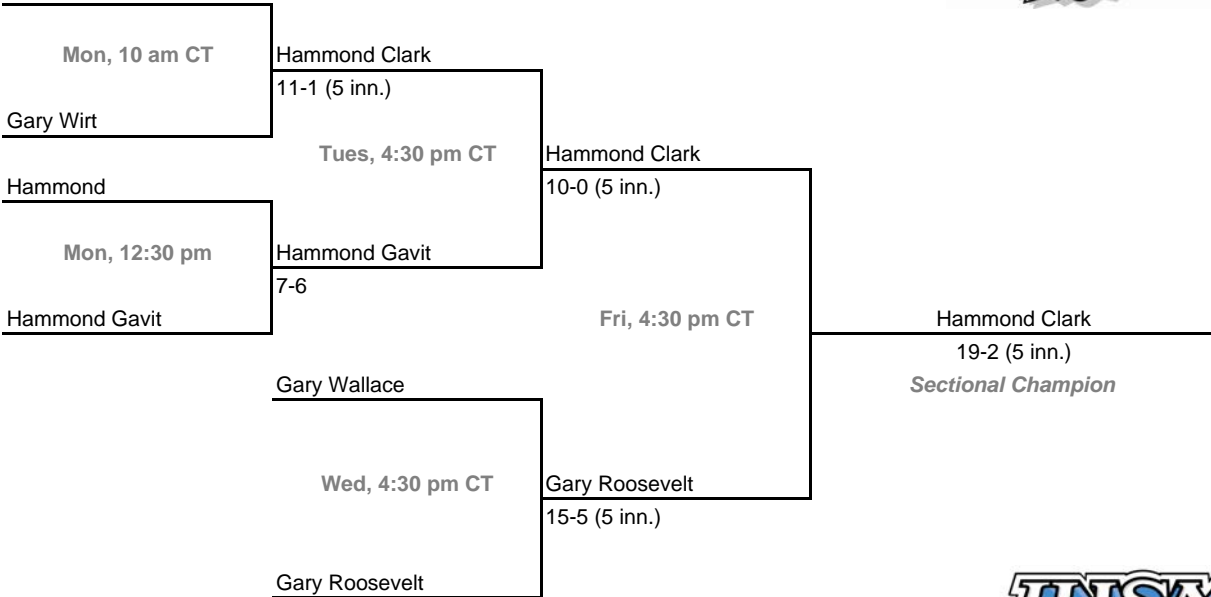 Mon, 10 am CT
Hammond Clark
11-1 (5 inn.)
Gary Wirt
Tues, 4:30 pm CT
Hammond Clark
10-0 (5 inn.)
Hammond
Mon, 12:30 pm
Hammond Gavit
7-6
Hammond Gavit
Fri, 4:30 pm CT
Hammond Clark
19-2 (5 inn.)
Sectional Champion
Gary Wallace
Wed, 4:30 pm CT
Gary Roosevelt
15-5 (5 inn.)
Gary Roosevelt